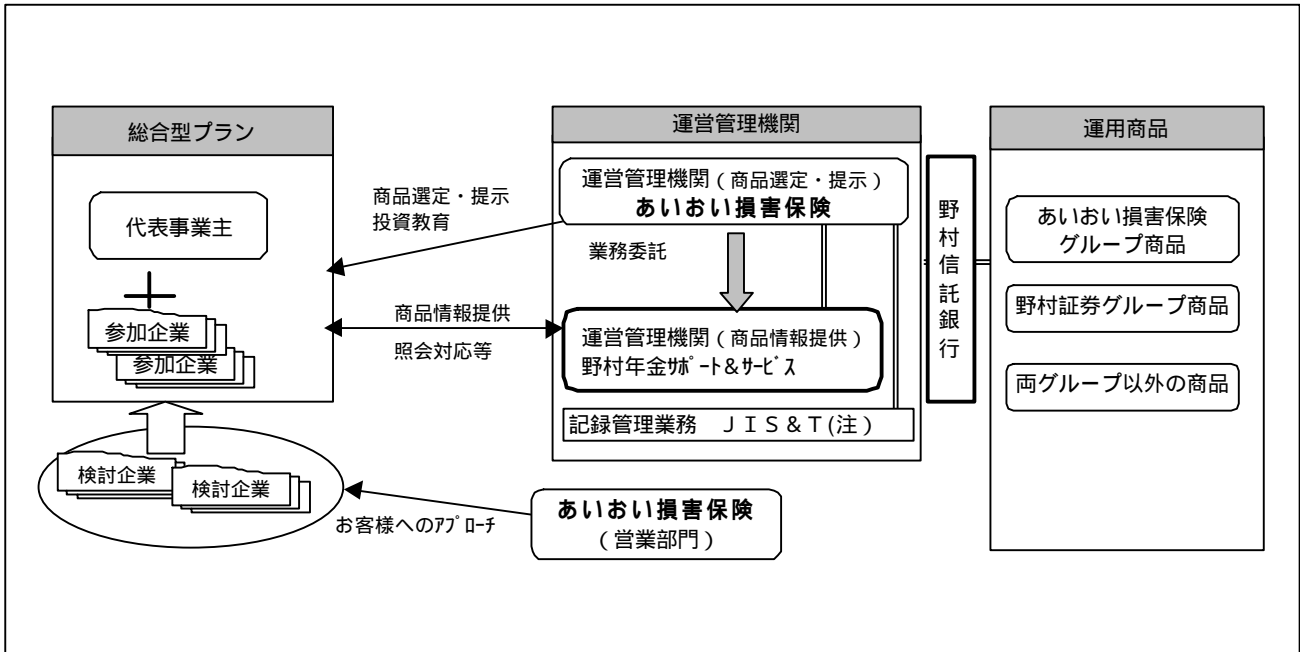 総合型プラン
代表事業主
参加企業
参加企業
検討企業
検討企業
商品選定・提示
投資教育
商品情報提供
照会対応等
お客様へのｱﾌﾟﾛｰﾁ
あいおい損害保険
（営業部門）
運営管理機関
運営管理機関（商品選定・提示）
あいおい損害保険
業務委託
運営管理機関（商品情報提供）
野村年金ｻﾎﾟｰﾄ&ｻｰﾋﾞｽ
記録管理業務　ＪＩＳ＆Ｔ(注）
野村信託銀行
運用商品
あいおい損害保険
グループ商品
野村証券グループ商品
両グループ以外の商品